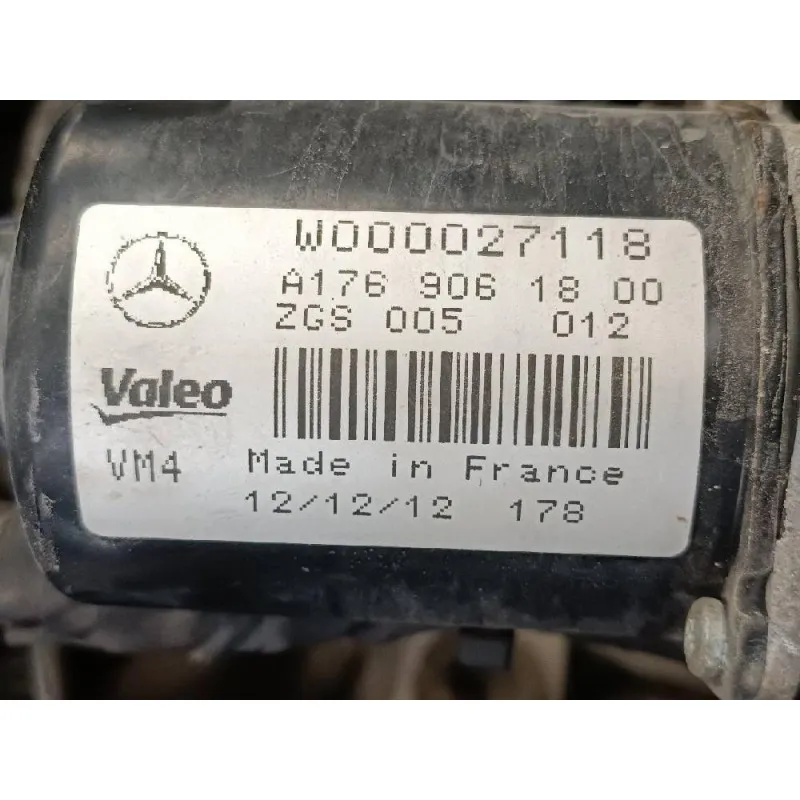 W000027118
A176 906 18 00
ZGS 005 012
Valeo
VM4 Made in France
12/12/12 178